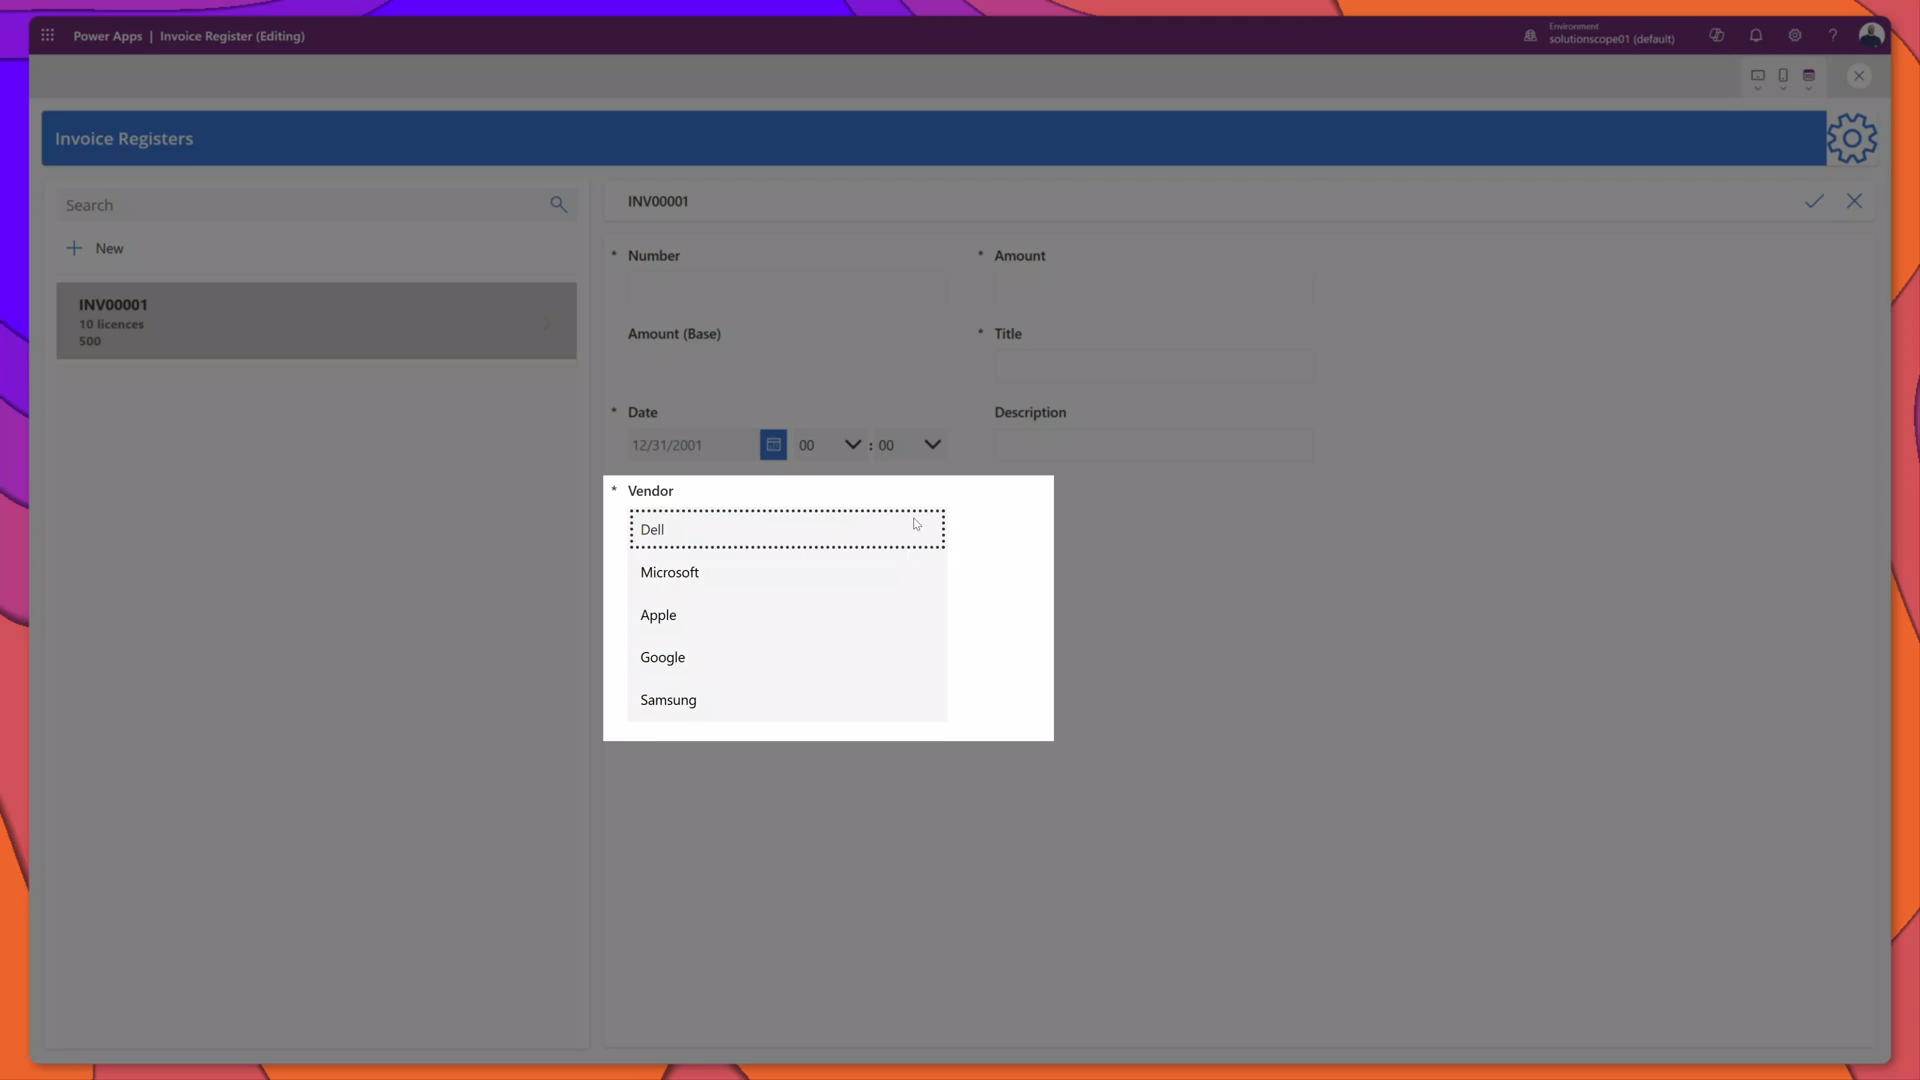 Power Apps | Invoice Register (Editing)
Environment
solutionscope01 (default)
?
Invoice Registers
Search
+ New
INV00001
10 licences
500
INV00001
* Number
* Amount
Amount (Base)
* Title
* Date
Description
12/31/2001
00 : 00
* Vendor
Dell
Microsoft
Apple
Google
Samsung